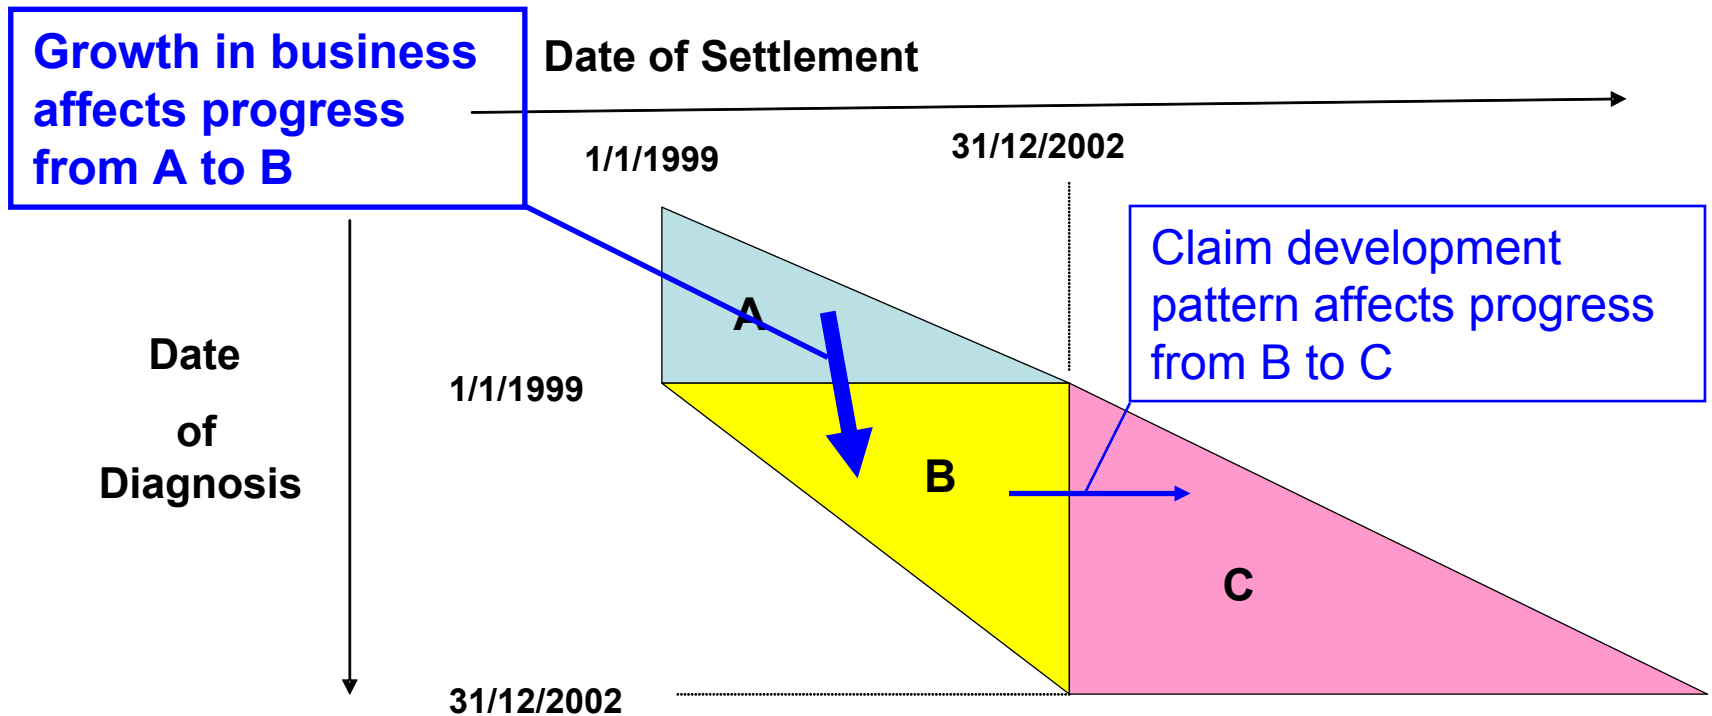 Growth in business
affects progress
from A to B
Date of Settlement
1/1/1999
31/12/2002
Claim development
pattern affects progress
from B to C
A
Date
of
Diagnosis
1/1/1999
B
C
31/12/2002